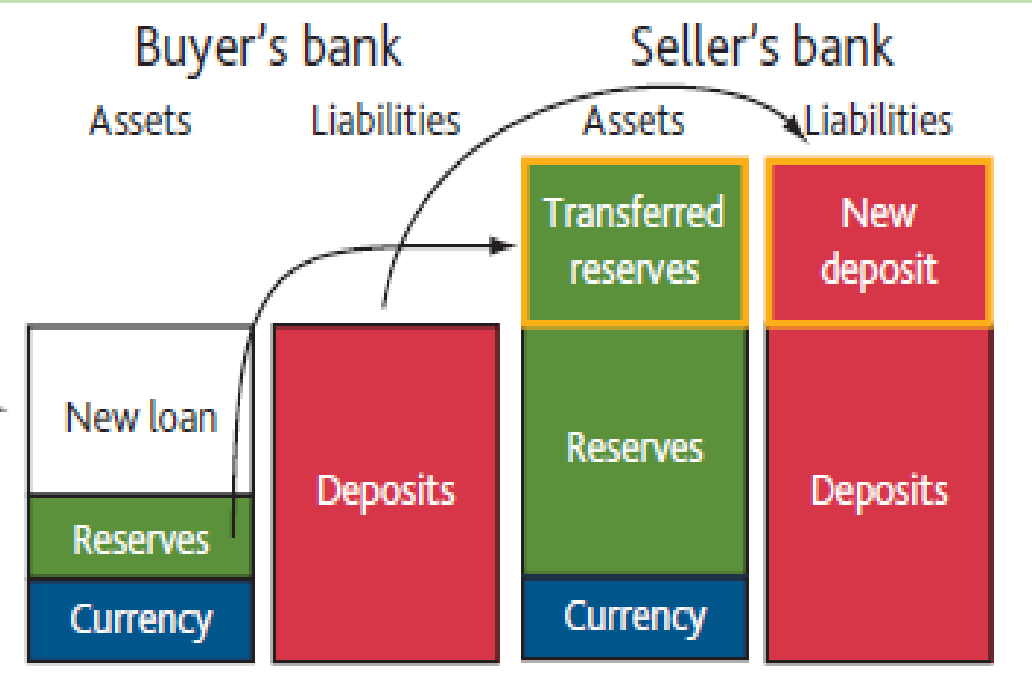 Buyer's bank
Seller's bank
Assets
Liabilities
Assets
Liabilities
New loan
Reserves
Currency
Deposits
Transferred
reserves
Reserves
Currency
New
deposit
Deposits